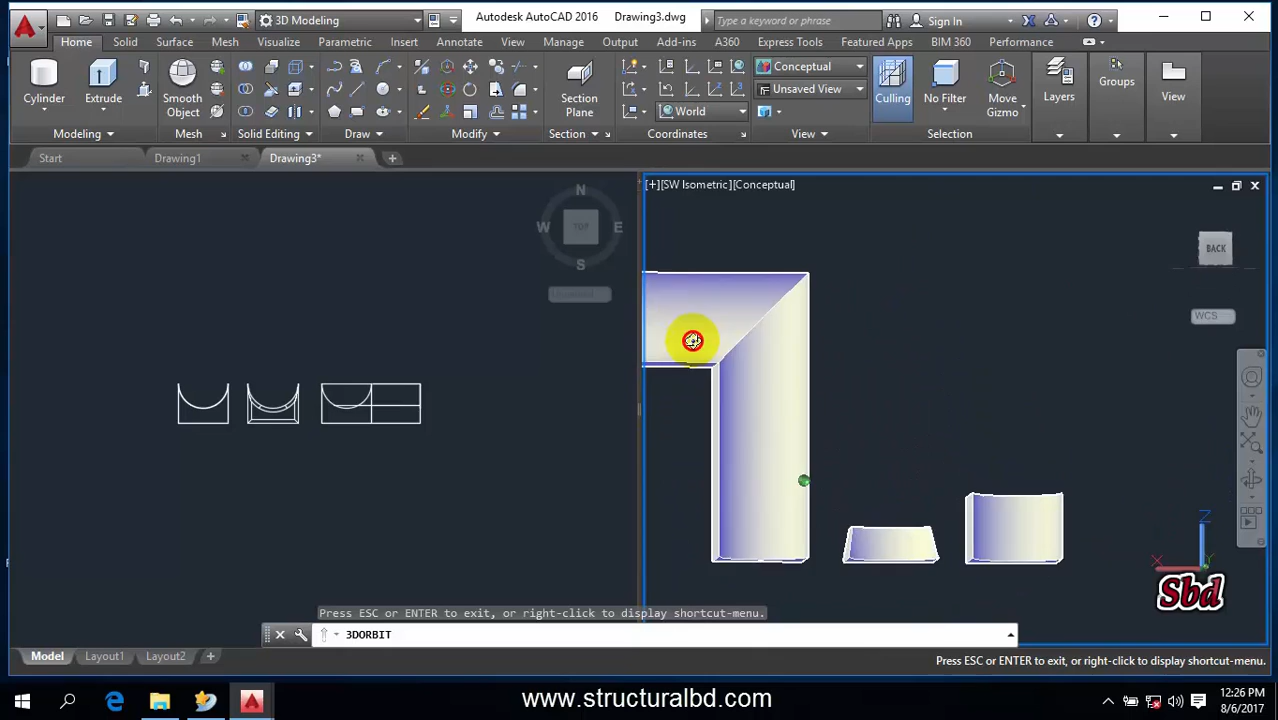 3D Modeling
Autodesk AutoCAD 2016 Drawing3.dwg
Type a keyword or phrase
Sign In
Home Solid Surface Mesh Visualize Parametric Insert Annotate View Manage Output Add-ins A360 Express Tools Featured Apps BIM 360 Performance
Conceptual
Unsaved View
World
Cylinder
Extrude
Smooth
Object
Section
Plane
Culling
No Filter
Move
Gizmo
Layers
Groups
View
Modeling
Mesh
Solid Editing
Draw
Modify
Section
Coordinates
View
Selection
Start
Drawing1
Drawing3*
[+][SW Isometric][Conceptual]
N
W
TOP
E
S
BACK
WCS
Z
X
Y
Sbd
Press ESC or ENTER to exit, or right-click to display shortcut-menu.
3DORBIT
Model
Layout1
Layout2
Press ESC or ENTER to exit, or right-click to display shortcut-menu.
www.structuralbd.com
12:26 PM
8/6/2017